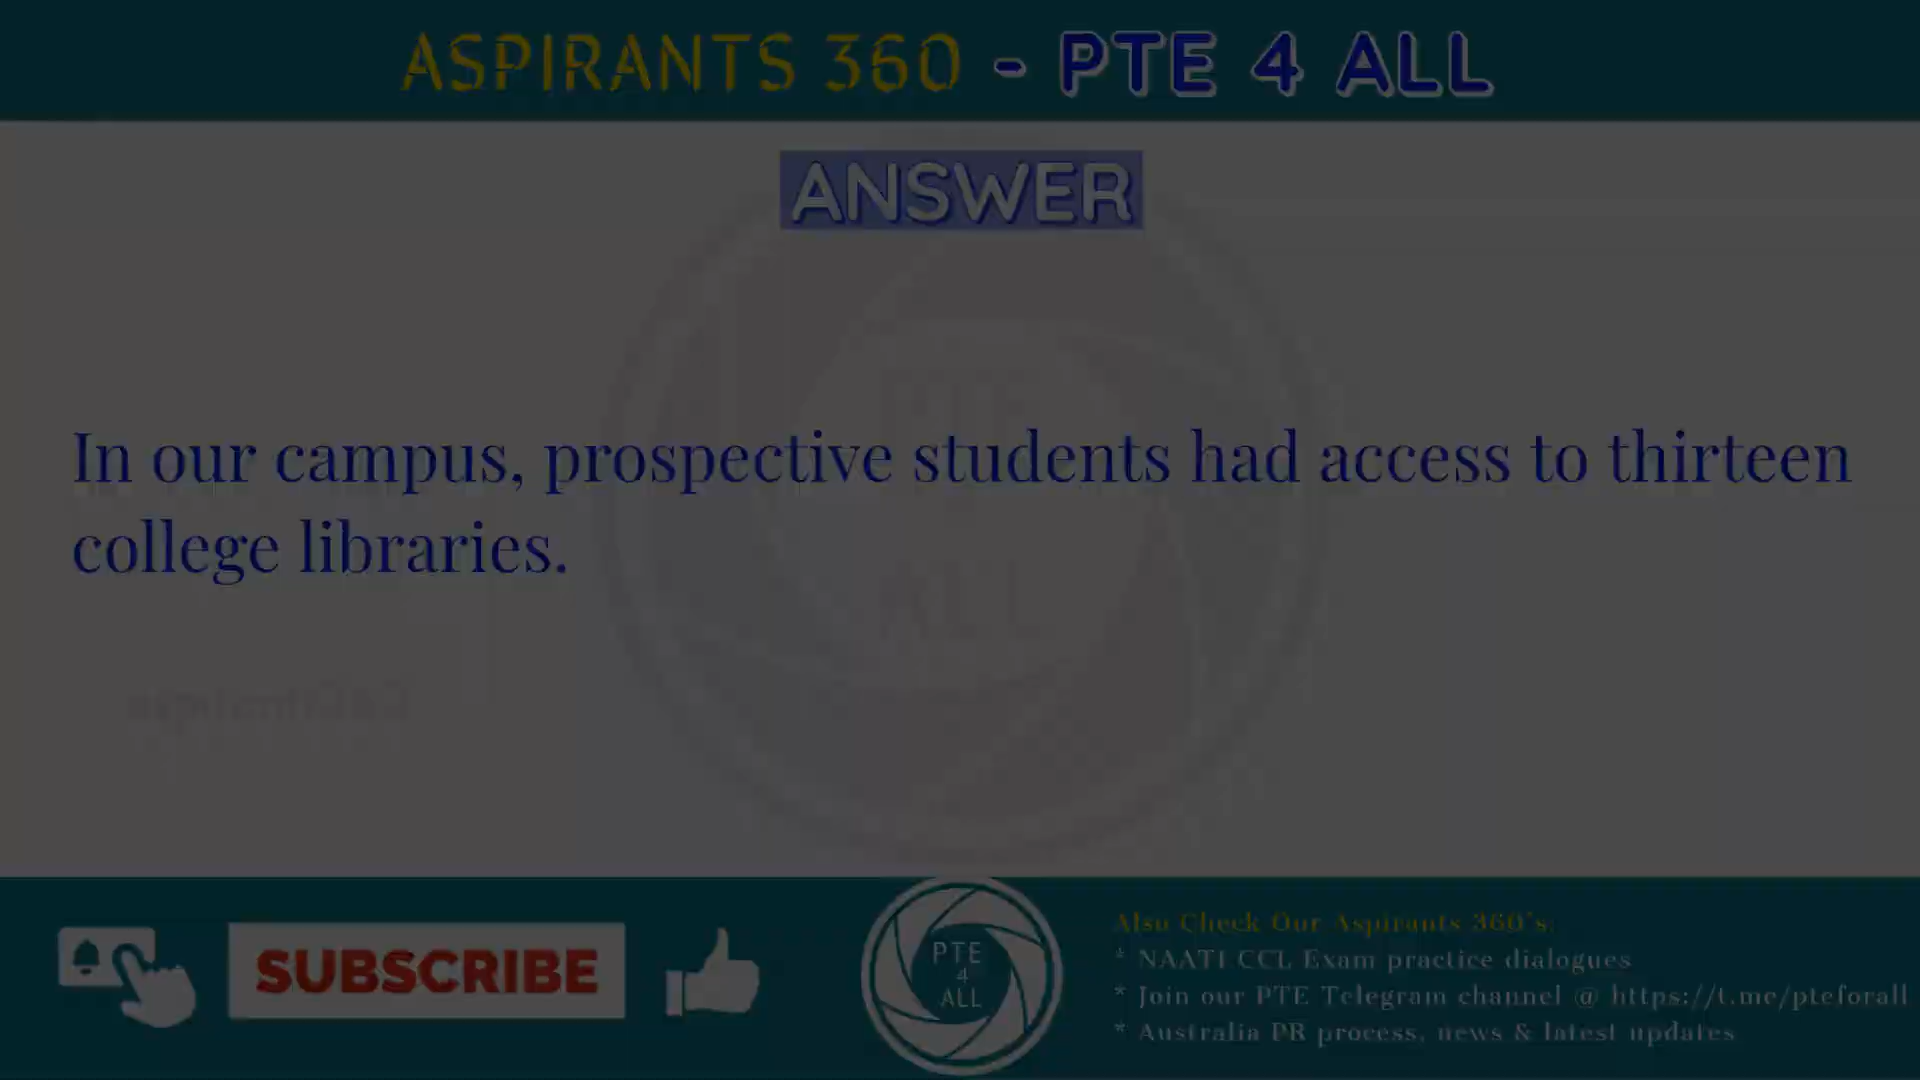 ASPIRANTS 360 - PTE 4 ALL
ANSWER
In our campus, prospective students had access to thirteen
college libraries.
SUBSCRIBE
PTE
4
ALL
Also Check Our Aspirants 360's:
* NAATI CCL Exam practice dialogues
* Join our PTE Telegram channel @ https://t.me/pteforall
* Australia PR process, news & latest updates